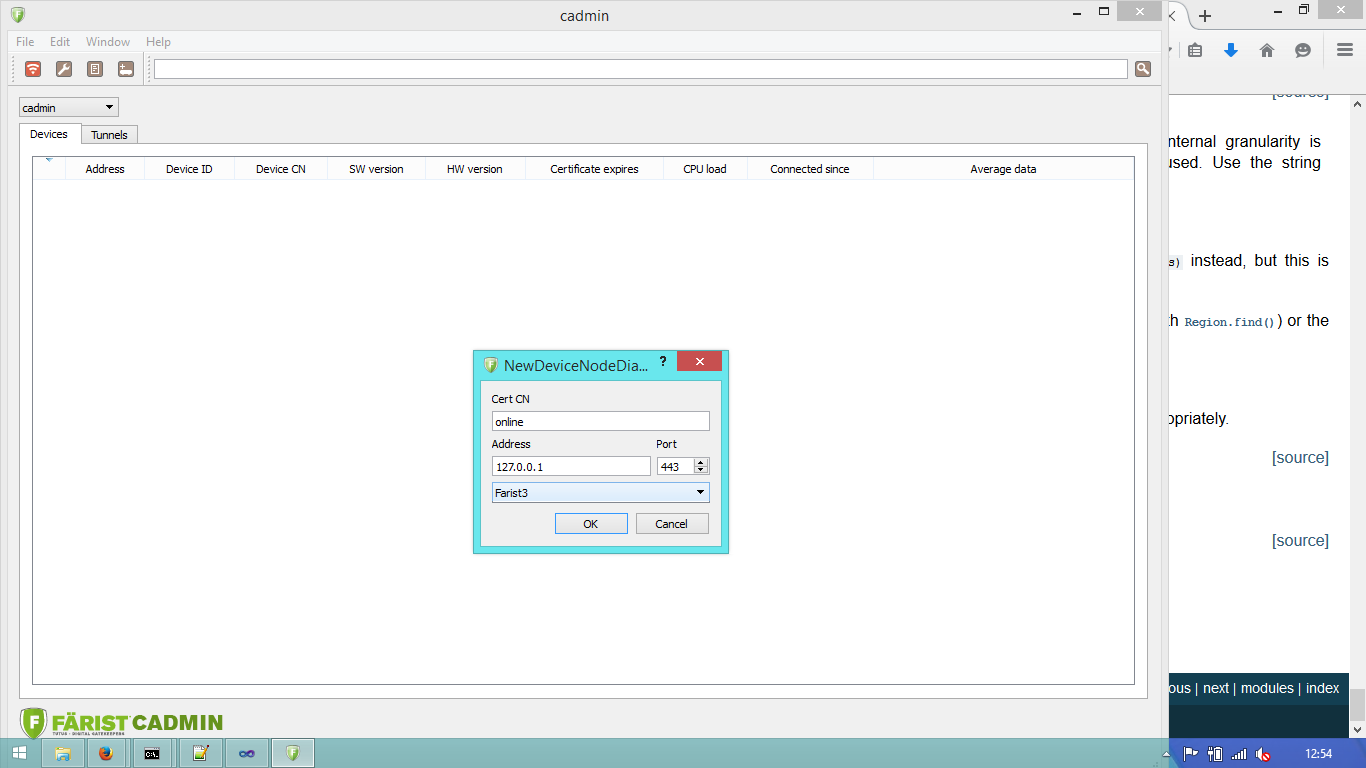 cadmin
File Edit Window Help
[source]
cadmin
Devices Tunnels
nternal granularity is
used. Use the string
Address Device ID Device CN SW version HW version Certificate expires CPU load Connected since Average data
s) instead, but this is
h Region.find()) or the
NewDeviceNodeDia... ?
Cert CN
online
opriately.
Address Port
127.0.0.1 443
[source]
Farist3
OK Cancel
[source]
ous | next | modules | index
FÄRIST CADMIN
TUTUS - DIGITAL GATEKEEPERS
12:54